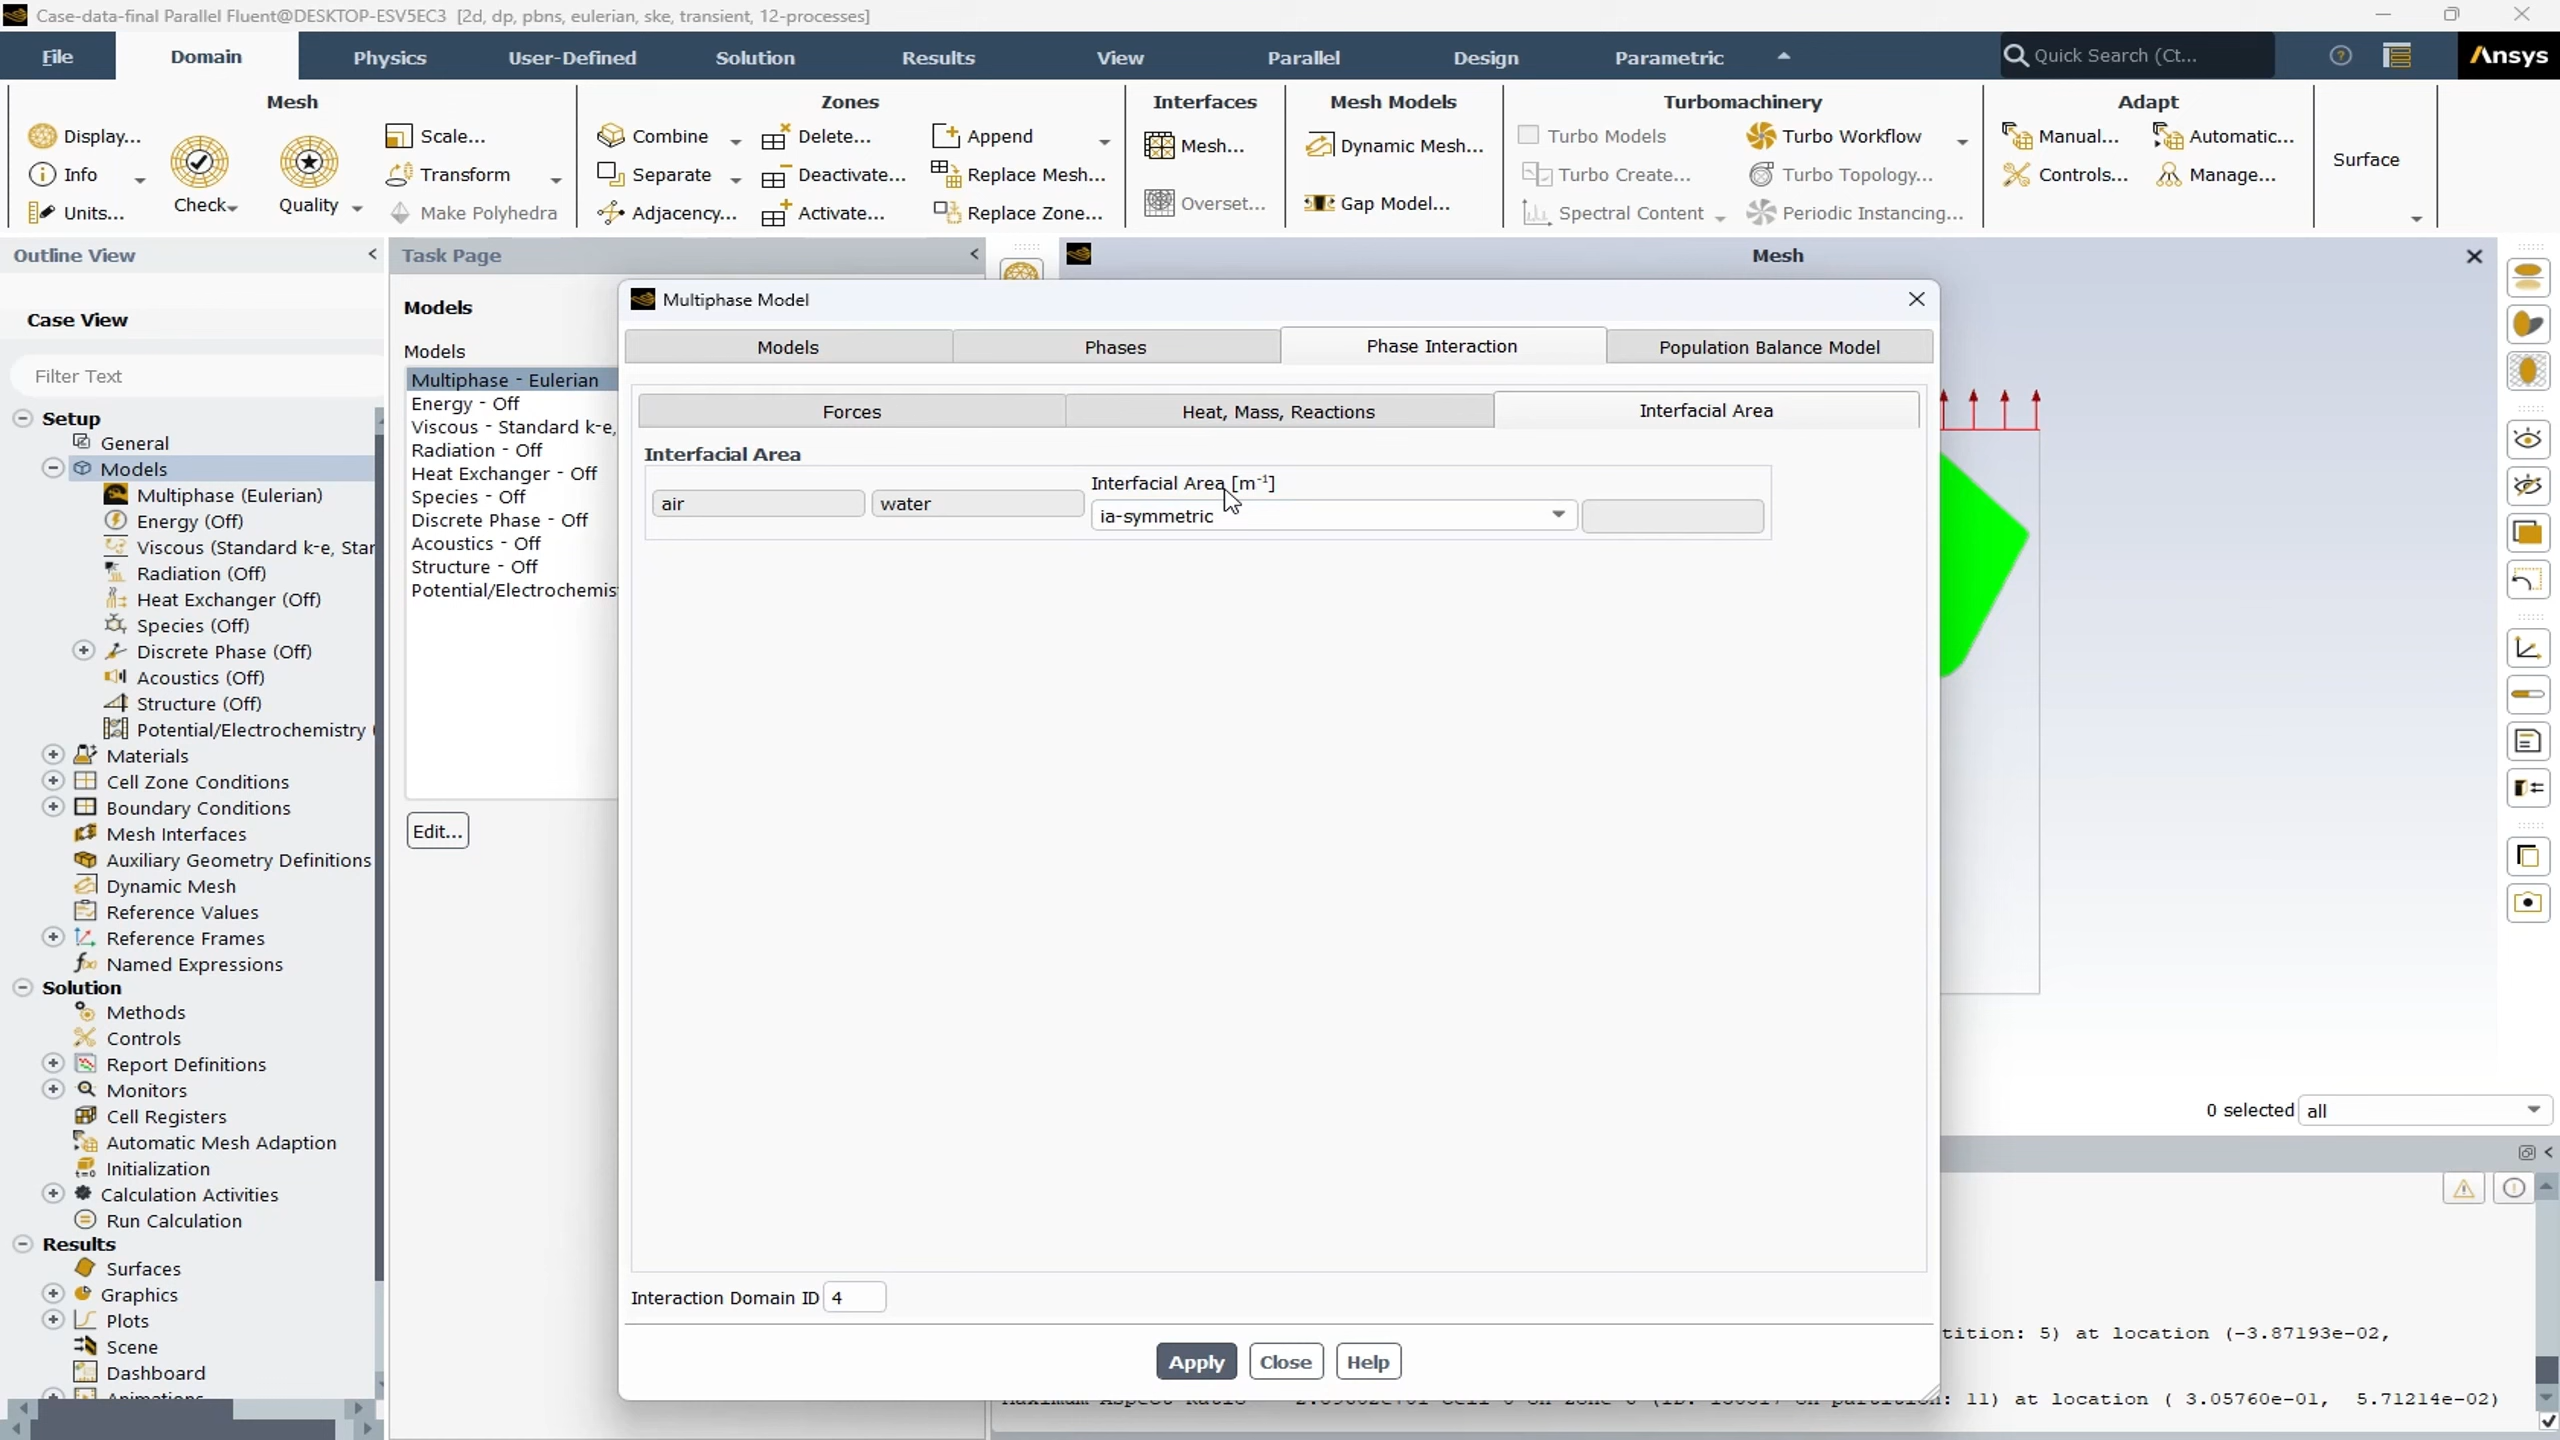 Case-data-final Parallel Fluent@DESKTOP-ESV5EC3 [2d, dp, pbns, eulerian, ske, transient, 12-processes]
File Domain Physics User-Defined Solution Results View Parallel Design Parametric Quick Search (Ct... Ansys
Mesh Zones Interfaces Mesh Models Turbomachinery Adapt
Display... Scale... Combine Delete... Append Mesh... Dynamic Mesh... Turbo Models Turbo Workflow Manual... Automatic... Surface
Info Check Quality Transform Separate Deactivate... Replace Mesh... Turbo Create... Turbo Topology... Controls... Manage...
Units... Make Polyhedra Adjacency... Activate... Replace Zone... Overset... Gap Model... Spectral Content Periodic Instancing...
Outline View
Case View
Filter Text
Setup
General
Models
Multiphase (Eulerian)
Energy (Off)
Viscous (Standard k-e, Star
Radiation (Off)
Heat Exchanger (Off)
Species (Off)
Discrete Phase (Off)
Acoustics (Off)
Structure (Off)
Potential/Electrochemistry
Materials
Cell Zone Conditions
Boundary Conditions
Mesh Interfaces
Auxiliary Geometry Definitions
Dynamic Mesh
Reference Values
Reference Frames
Named Expressions
Solution
Methods
Controls
Report Definitions
Monitors
Cell Registers
Automatic Mesh Adaption
Initialization
Calculation Activities
Run Calculation
Results
Surfaces
Graphics
Plots
Scene
Dashboard
Animations
Task Page
Models
Models
Multiphase - Eulerian
Energy - Off
Viscous - Standard k-e,
Radiation - Off
Heat Exchanger - Off
Species - Off
Discrete Phase - Off
Acoustics - Off
Structure - Off
Potential/Electrochemis
Edit...
Mesh
Multiphase Model
Models Phases Phase Interaction Population Balance Model
Forces Heat, Mass, Reactions Interfacial Area
Interfacial Area
Interfacial Area [m⁻¹]
air water ia-symmetric
Interaction Domain ID 4
Apply Close Help
0 selected all
tition: 5) at location (-3.87193e-02,
: 11) at location ( 3.05760e-01, 5.71214e-02)